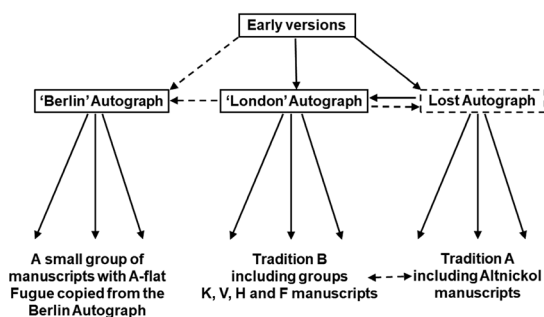 Early versions
‘Berlin’ Autograph
‘London’ Autograph
Lost Autograph
A small group of
manuscripts with A-flat
Fugue copied from the
Berlin Autograph
Tradition B
including groups
K, V, H and F manuscripts
Tradition A
including Altnickol
manuscripts